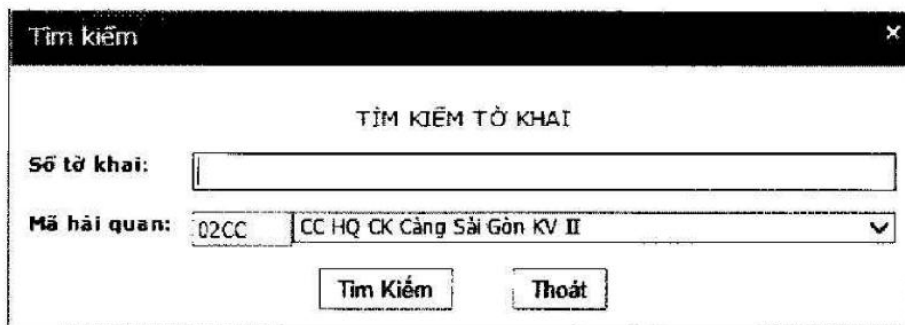 Tìm kiếm
TÌM KIẾM TỜ KHAI
Số tờ khai:
Mã hải quan: 02CC CC HQ CK Cảng Sài Gòn KV II
Tìm Kiếm Thoát